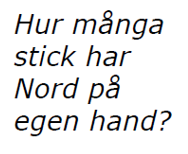 Hur många
stick har
Nord på
egen hand?